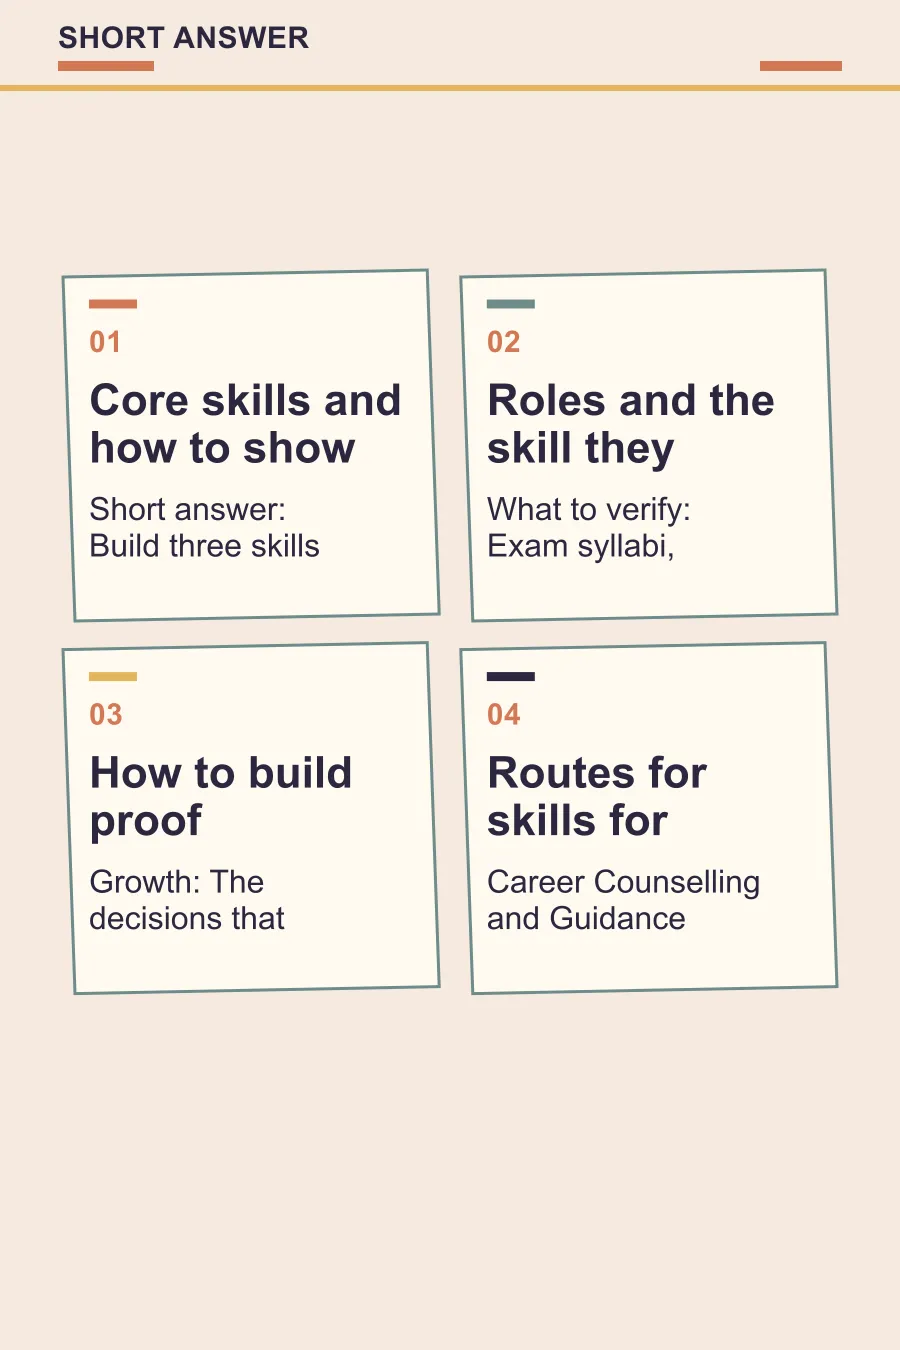 SHORT ANSWER
01
Core skills and
how to show
Short answer:
Build three skills
02
Roles and the
skill they
What to verify:
Exam syllabi,
03
How to build
proof
Growth: The
decisions that
04
Routes for
skills for
Career Counselling
and Guidance